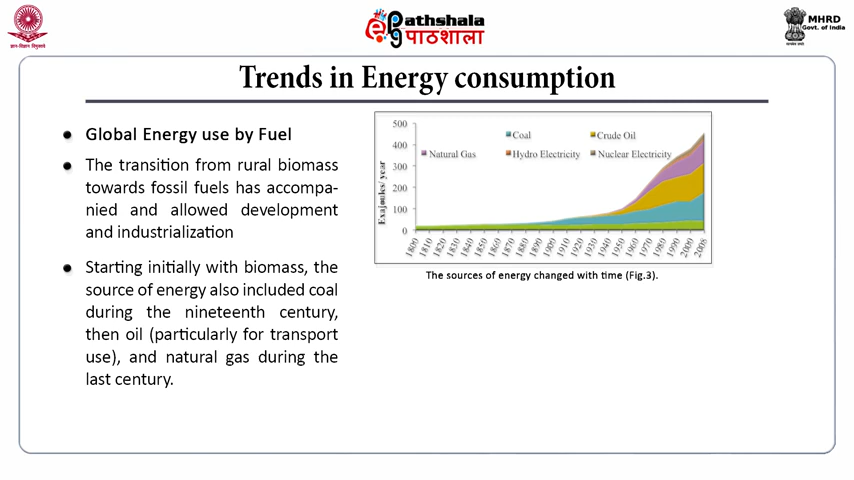 ePathshala
पाठशाला
MHRD
Govt. of India
Trends in Energy consumption
Global Energy use by Fuel
The transition from rural biomass
towards fossil fuels has accompa-
nied and allowed development
and industrialization
Starting initially with biomass, the
source of energy also included coal
during the nineteenth century,
then oil (particularly for transport
use), and natural gas during the
last century.
Exajoules/ year
500
400
300
200
100
0
Coal
Crude Oil
Natural Gas
Hydro Electricity
Nuclear Electricity
1800 1810 1820 1830 1840 1850 1860 1870 1880 1890 1900 1910 1920 1930 1940 1950 1960 1970 1980 1990 2000 2008
The sources of energy changed with time (Fig.3).